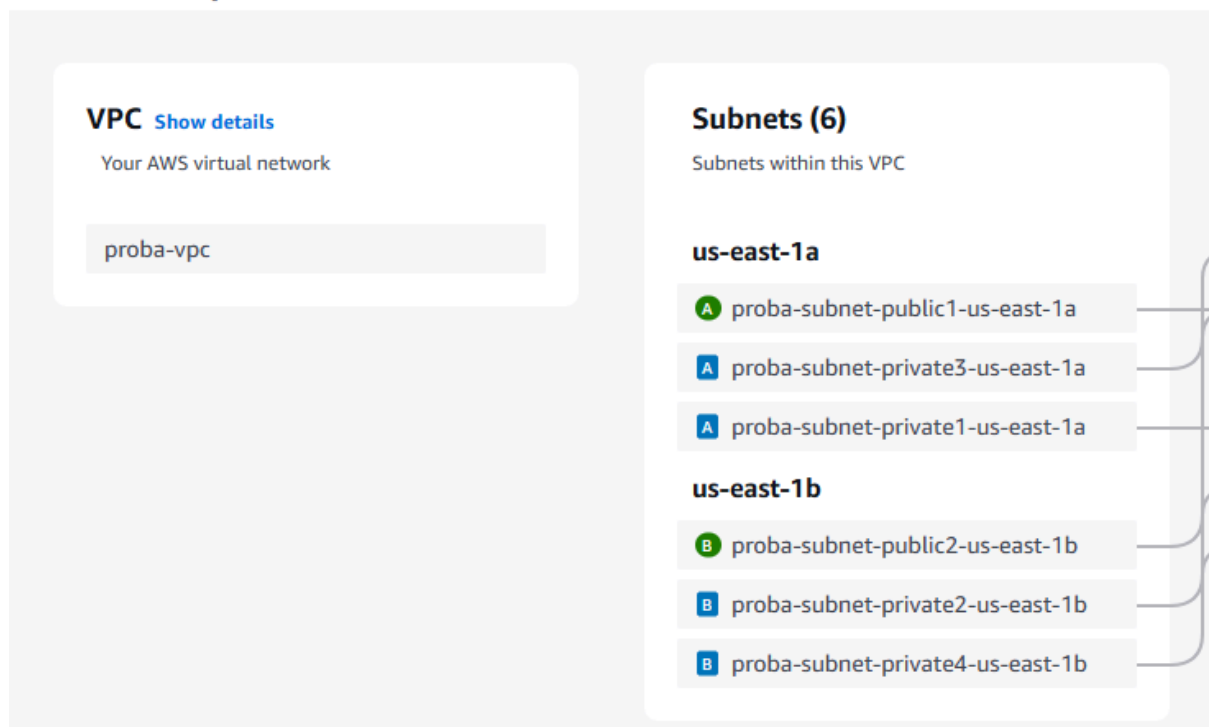 VPC Show details
Your AWS virtual network
proba-vpc
Subnets (6)
Subnets within this VPC
us-east-1a
A proba-subnet-public1-us-east-1a
A proba-subnet-private3-us-east-1a
A proba-subnet-private1-us-east-1a
us-east-1b
B proba-subnet-public2-us-east-1b
B proba-subnet-private2-us-east-1b
B proba-subnet-private4-us-east-1b